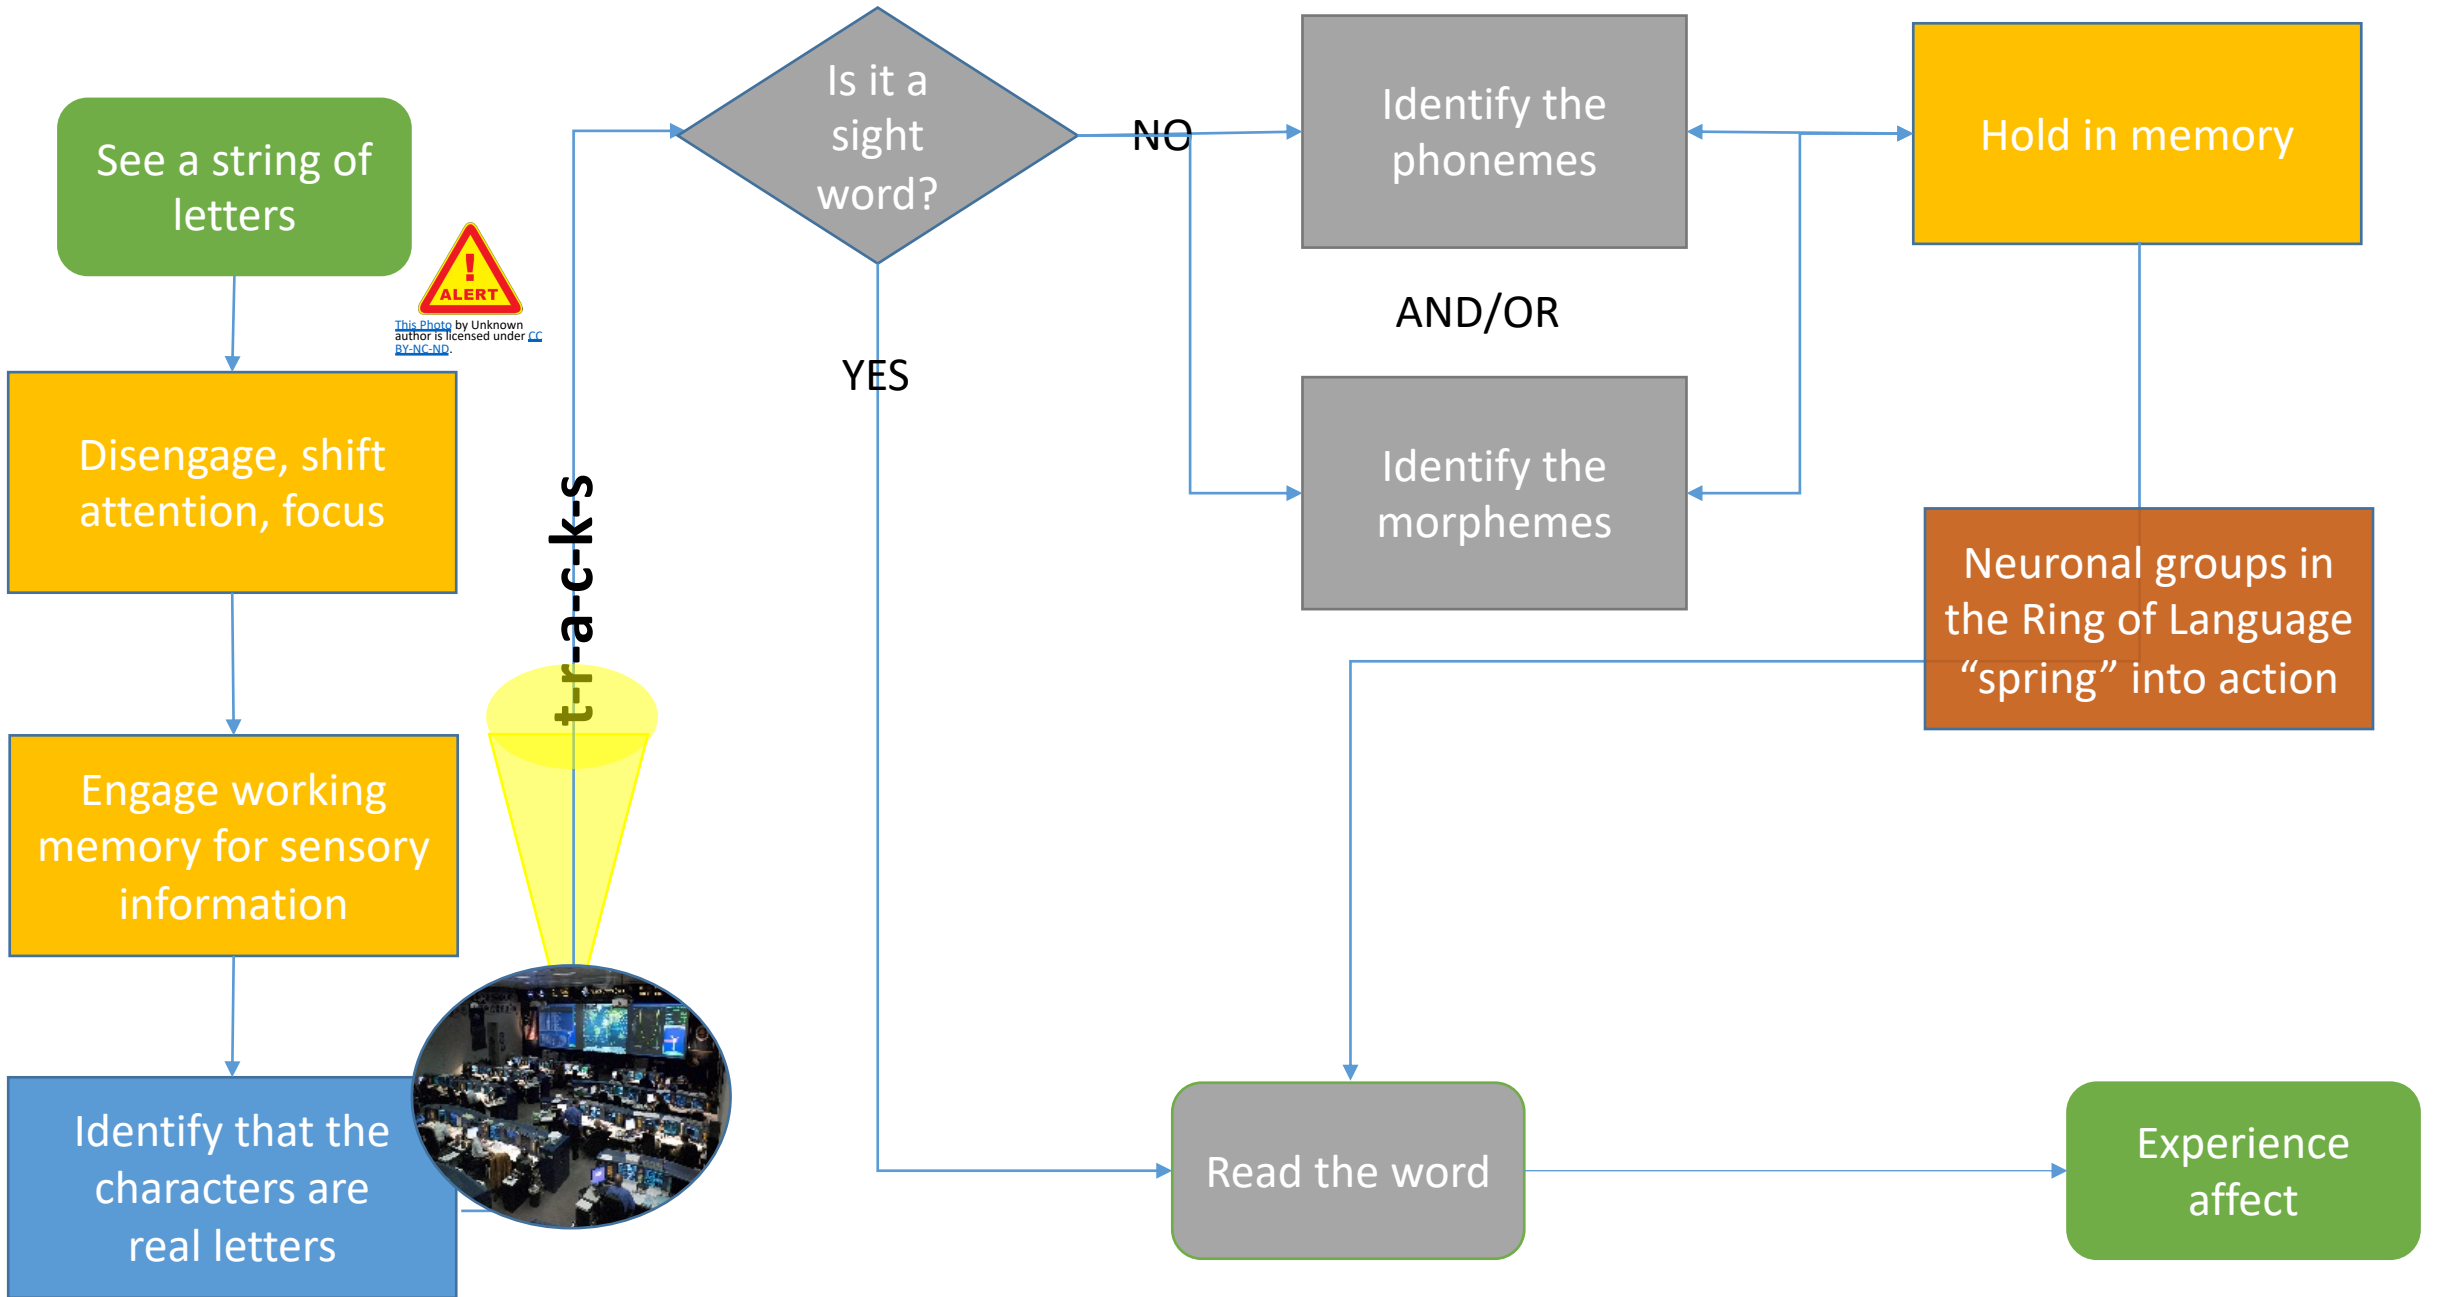 See a string of
letters
!
ALERT
This Photo by Unknown
author is licensed under CC
BY-NC-ND.
Disengage, shift
attention, focus
Engage working
memory for sensory
information
Identify that the
characters are
real letters
t-r-a-c-k-s
Is it a
sight
word?
NO
YES
Identify the
phonemes
AND/OR
Identify the
morphemes
Hold in memory
Neuronal groups in
the Ring of Language
“spring” into action
Read the word
Experience
affect